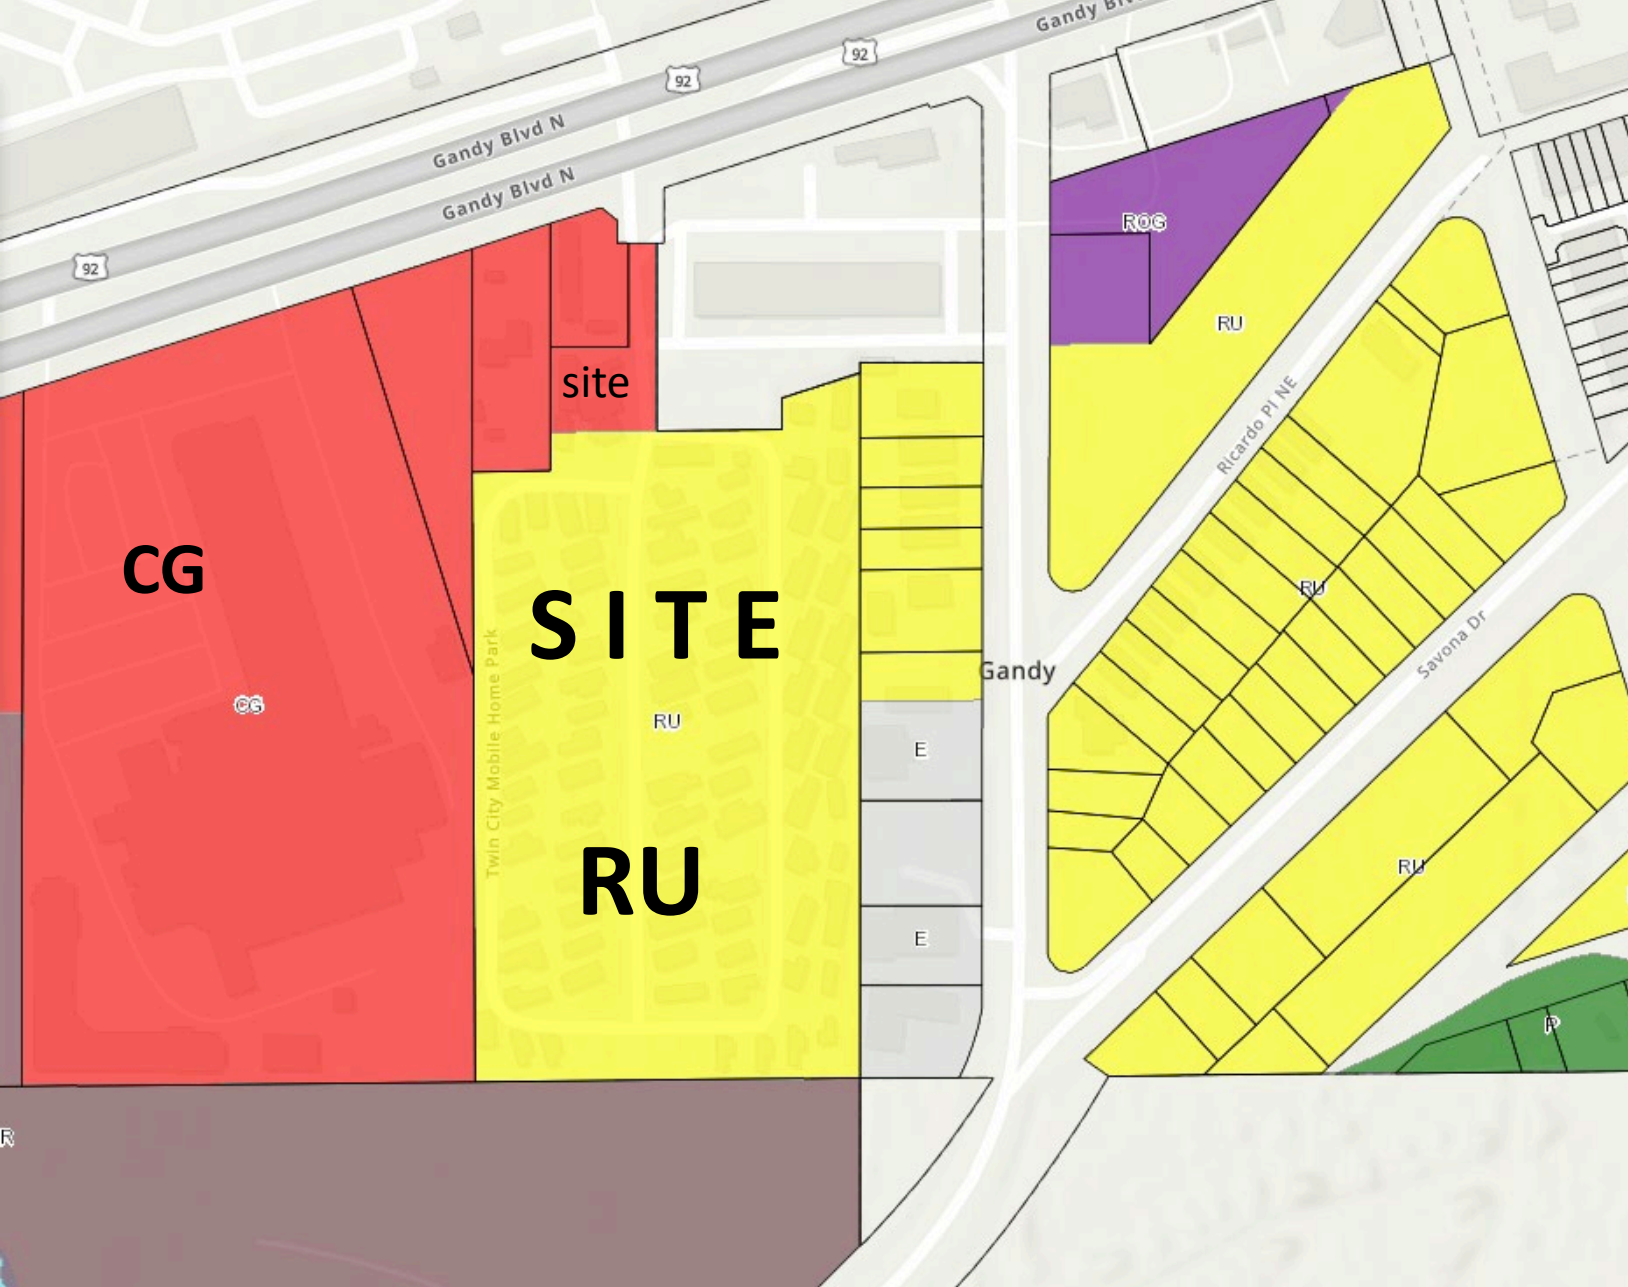 Gandy Blv
92
92
Gandy Blvd N
Gandy Blvd N
92
ROG
RU
site
Ricardo Pl NE
CG
SITE
RU
Gandy
Savona Dr
Twin City Mobile Home Park
CG
RU
E
RU
RU
E
P
R